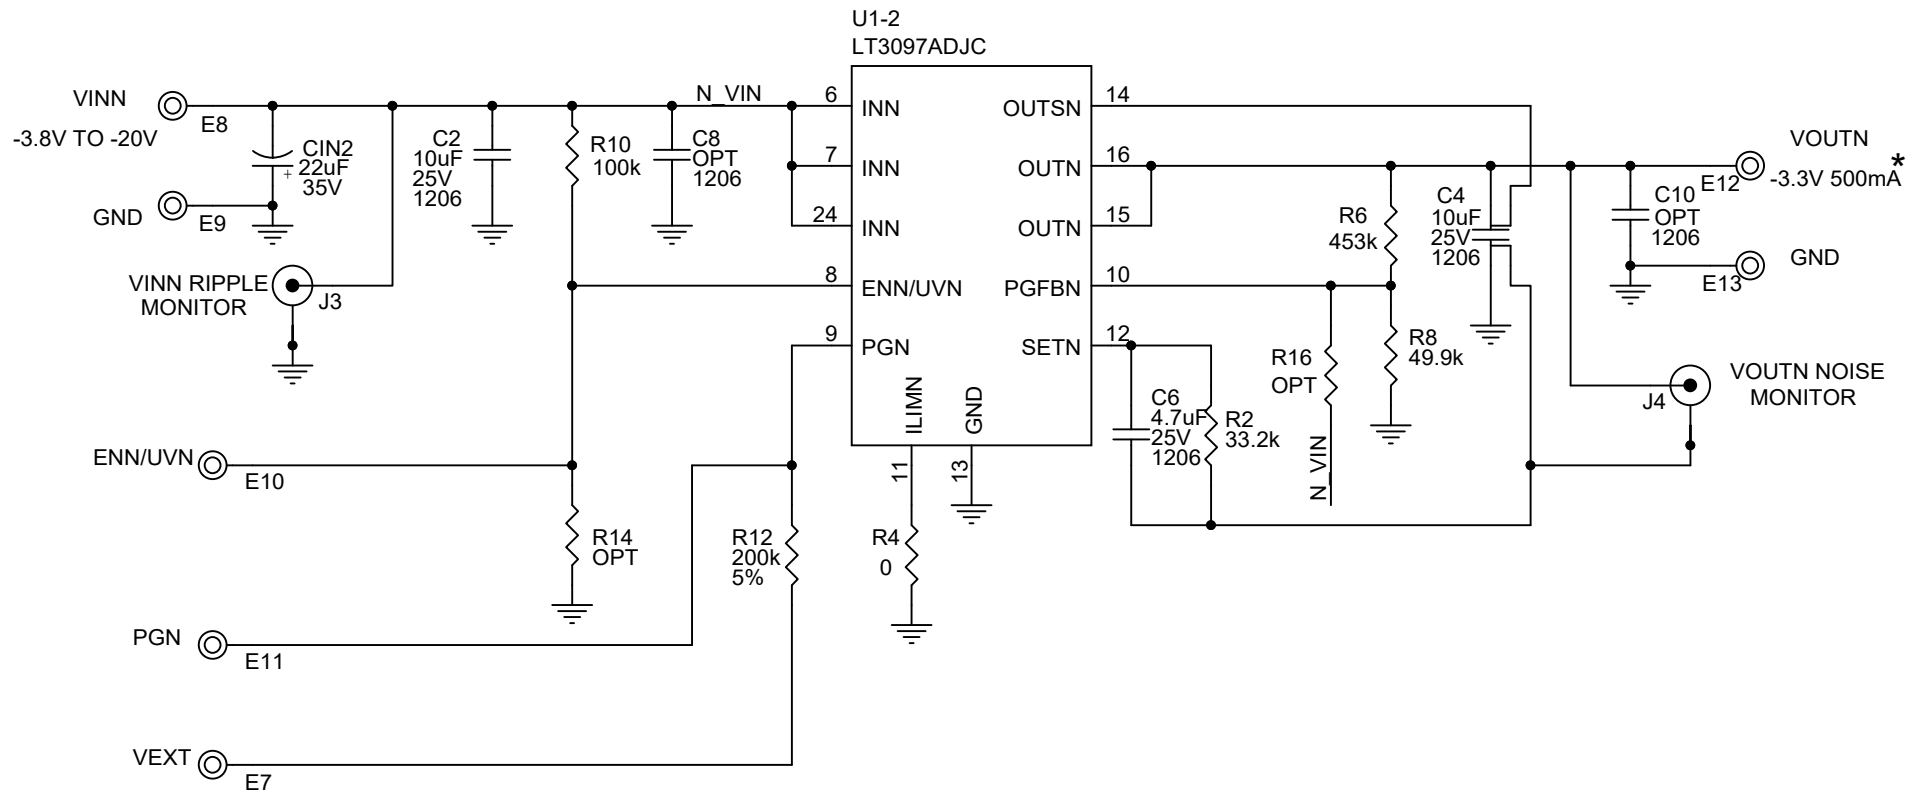 U1-2
LT3097ADJC
VINN
-3.8V TO -20V
E8
GND
E9
CIN2
22uF
+
35V
C2
10uF
25V
1206
R10
100k
C8
OPT
1206
N_VIN
6
INN
7
INN
24
INN
8
ENN/UVN
9
PGN
ILIMN
11
GND
13
OUTSN
14
OUTN
16
OUTN
15
PGFBN
10
SETN
12
VINN RIPPLE
MONITOR
J3
ENN/UVN
E10
R14
OPT
R12
200k
5%
R4
0
PGN
E11
VEXT
E7
C6
4.7uF
25V
1206
R2
33.2k
R16
OPT
N_VIN
R6
453k
R8
49.9k
C4
10uF
25V
1206
C10
OPT
1206
VOUTN
-3.3V 500mA*
E12
GND
E13
VOUTN NOISE
MONITOR
J4